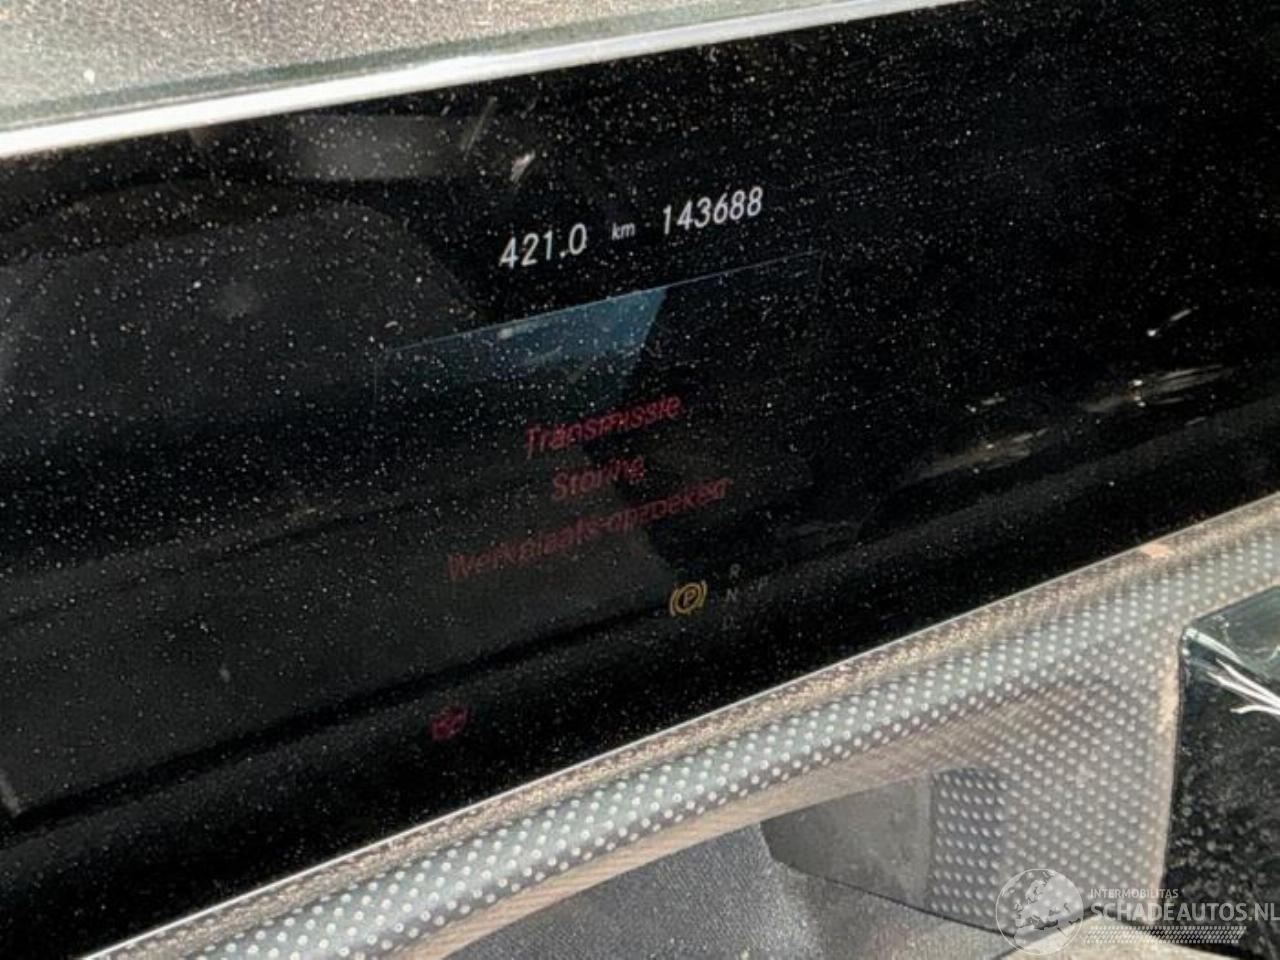 421.0 km 143688
Transmissie
Storing
Werkplaats opzoeken
P
R
N P
D
INTERMOBILITAS
SCHADEAUTOS.NL